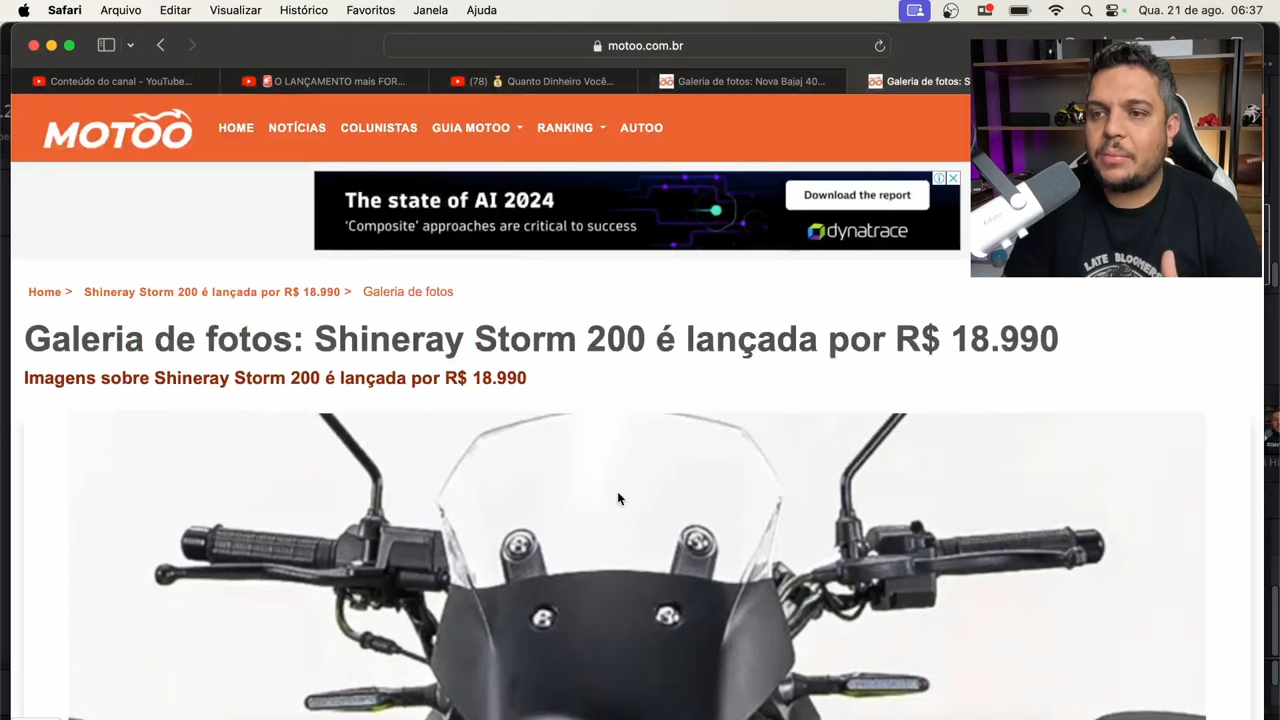 Safari Arquivo Editar Visualizar Histórico Favoritos Janela Ajuda Qua. 21 de ago. 06:37
motoo.com.br
Conteúdo do canal - YouTube... O LANÇAMENTO mais FOR... (78) 💰 Quanto Dinheiro Você... Galeria de fotos: Nova Bajaj 40... Galeria de fotos: S
MOTOO HOME NOTÍCIAS COLUNISTAS GUIA MOTOO RANKING AUTOO
The state of AI 2024
'Composite' approaches are critical to success
Download the report
dynatrace
LATE BLOOMERS
Home > Shineray Storm 200 é lançada por R$ 18.990 > Galeria de fotos
Galeria de fotos: Shineray Storm 200 é lançada por R$ 18.990
Imagens sobre Shineray Storm 200 é lançada por R$ 18.990